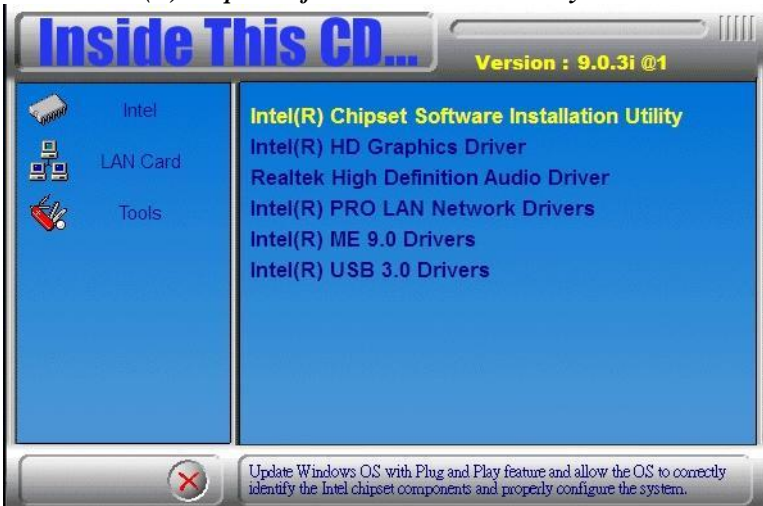 Inside This CD...
Version : 9.0.3i @1
Intel
LAN Card
Tools
Intel(R) Chipset Software Installation Utility
Intel(R) HD Graphics Driver
Realtek High Definition Audio Driver
Intel(R) PRO LAN Network Drivers
Intel(R) ME 9.0 Drivers
Intel(R) USB 3.0 Drivers
Update Windows OS with Plug and Play feature and allow the OS to correctly
identify the Intel chipset components and properly configure the system.